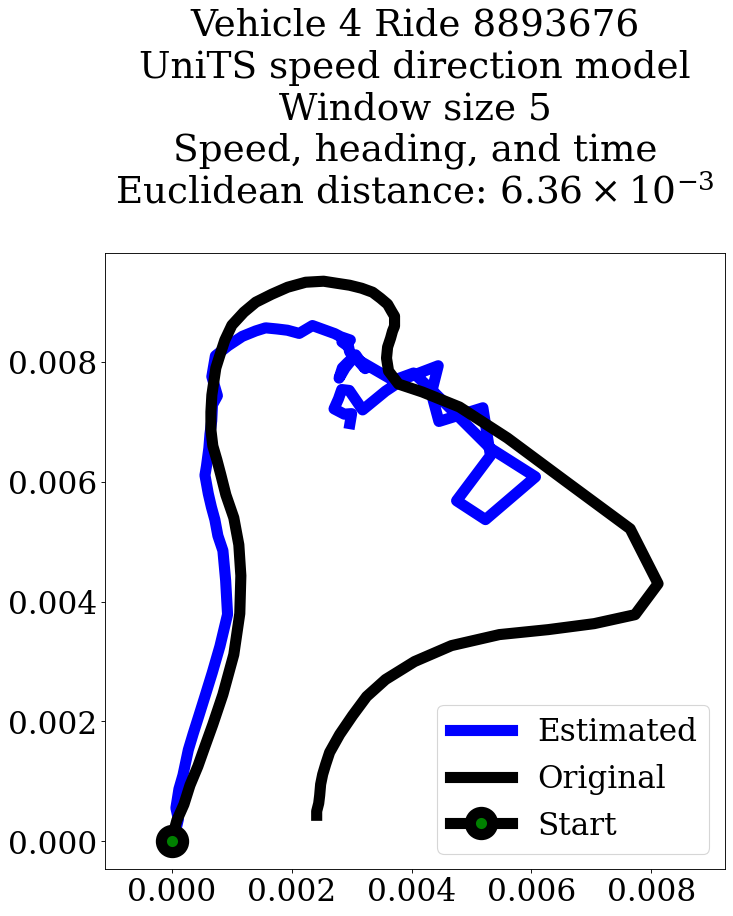 Vehicle 4 Ride 8893676
UniTS speed direction model
Window size 5
Speed, heading, and time
Euclidean distance: $6.36 \times 10^{-3}$
0.008
0.006
0.004
0.002
0.000
Estimated
Original
Start
0.000 0.002 0.004 0.006 0.008